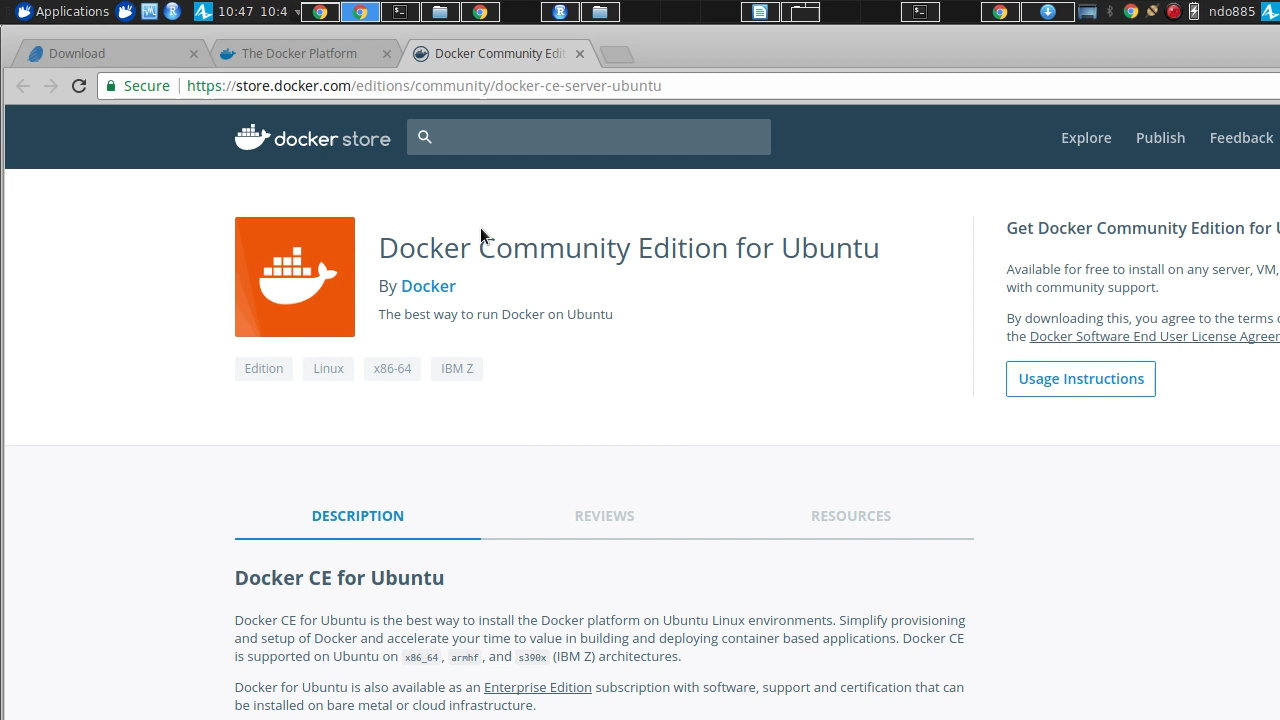 Applications 10:47 10:4 ndo885
Download
The Docker Platform
Docker Community Edit
Secure https://store.docker.com/editions/community/docker-ce-server-ubuntu
docker store
Explore Publish Feedback
Docker Community Edition for Ubuntu
By Docker
The best way to run Docker on Ubuntu
Edition Linux x86-64 IBM Z
Get Docker Community Edition for U
Available for free to install on any server, VM,
with community support.
By downloading this, you agree to the terms o
the Docker Software End User License Agreer
Usage Instructions
DESCRIPTION REVIEWS RESOURCES
Docker CE for Ubuntu
Docker CE for Ubuntu is the best way to install the Docker platform on Ubuntu Linux environments. Simplify provisioning
and setup of Docker and accelerate your time to value in building and deploying container based applications. Docker CE
is supported on Ubuntu on x86_64, armhf, and s390x (IBM Z) architectures.
Docker for Ubuntu is also available as an Enterprise Edition subscription with software, support and certification that can
be installed on bare metal or cloud infrastructure.